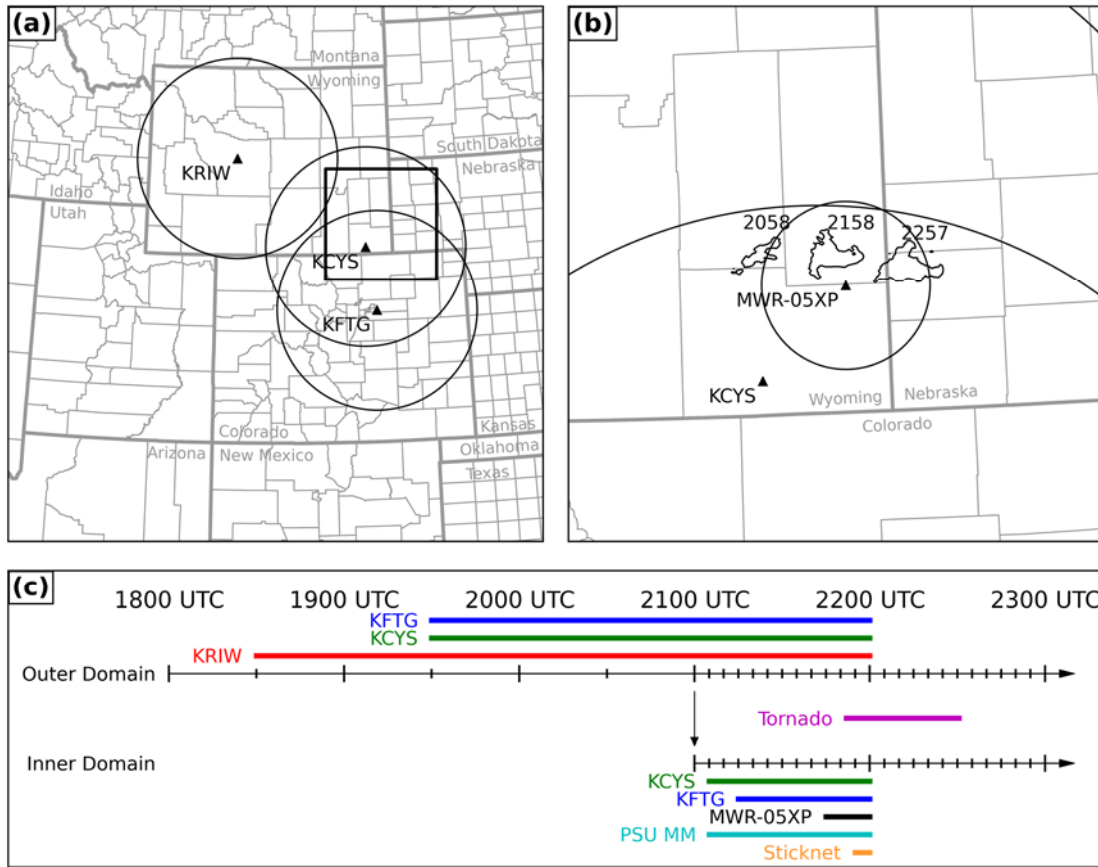 (a)
Montana
Wyoming
KRIW
South Dakota
Nebraska
Idaho
Utah
KCYS
KFTG
Colorado
Kansas
Arizona
New Mexico
Oklahoma
Texas
(b)
2058
2158
2257
MWR-05XP
KCYS
Wyoming
Nebraska
Colorado
(c)
1800 UTC 1900 UTC 2000 UTC 2100 UTC 2200 UTC 2300 UTC
KFTG
KCYS
KRIW
Outer Domain
Tornado
Inner Domain
KCYS
KFTG
MWR-05XP
PSU MM
Sticknet